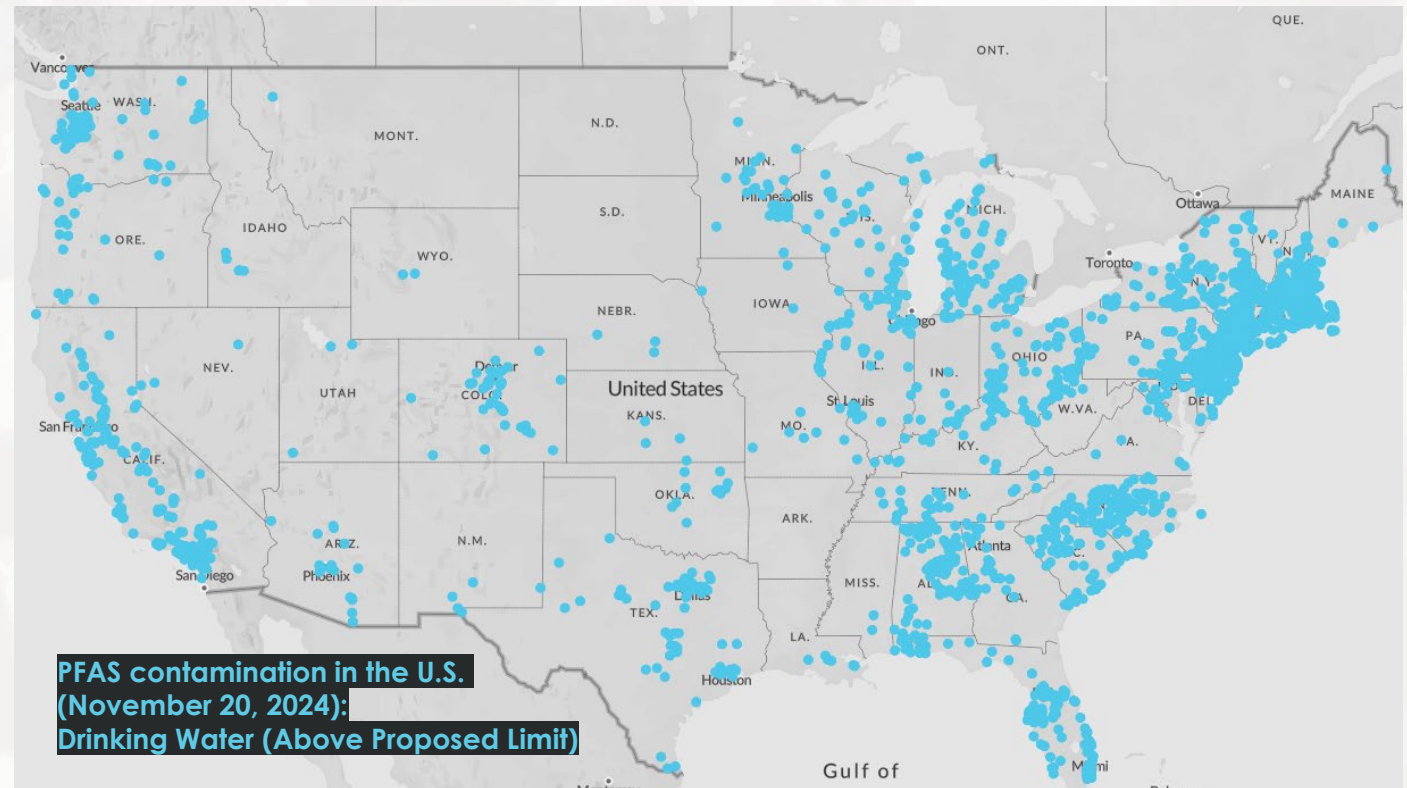 QUE.
ONT.
Vancouver
Seattle
WASH.
MONT.
N.D.
MINN.
Minneapolis
S.D.
WIS.
MICH.
Ottawa
MAINE
ORE.
IDAHO
WYO.
Toronto
VT.
N
N.Y.
IOWA
NEBR.
Chicago
PA.
NEV.
UTAH
Denver
COLO.
United States
KANS.
ILL.
IND.
OHIO
St Louis
MO.
W.VA.
DEL.
San Francisco
CALIF.
KY.
A.
OKLA.
TENN.
ARK.
N.M.
ARIZ.
Phoenix
San Diego
Atlanta
C.
MISS.
AL
GA.
Dallas
TEX.
LA.
Houston
PFAS contamination in the U.S.
(November 20, 2024):
Drinking Water (Above Proposed Limit)
Gulf of
Miami